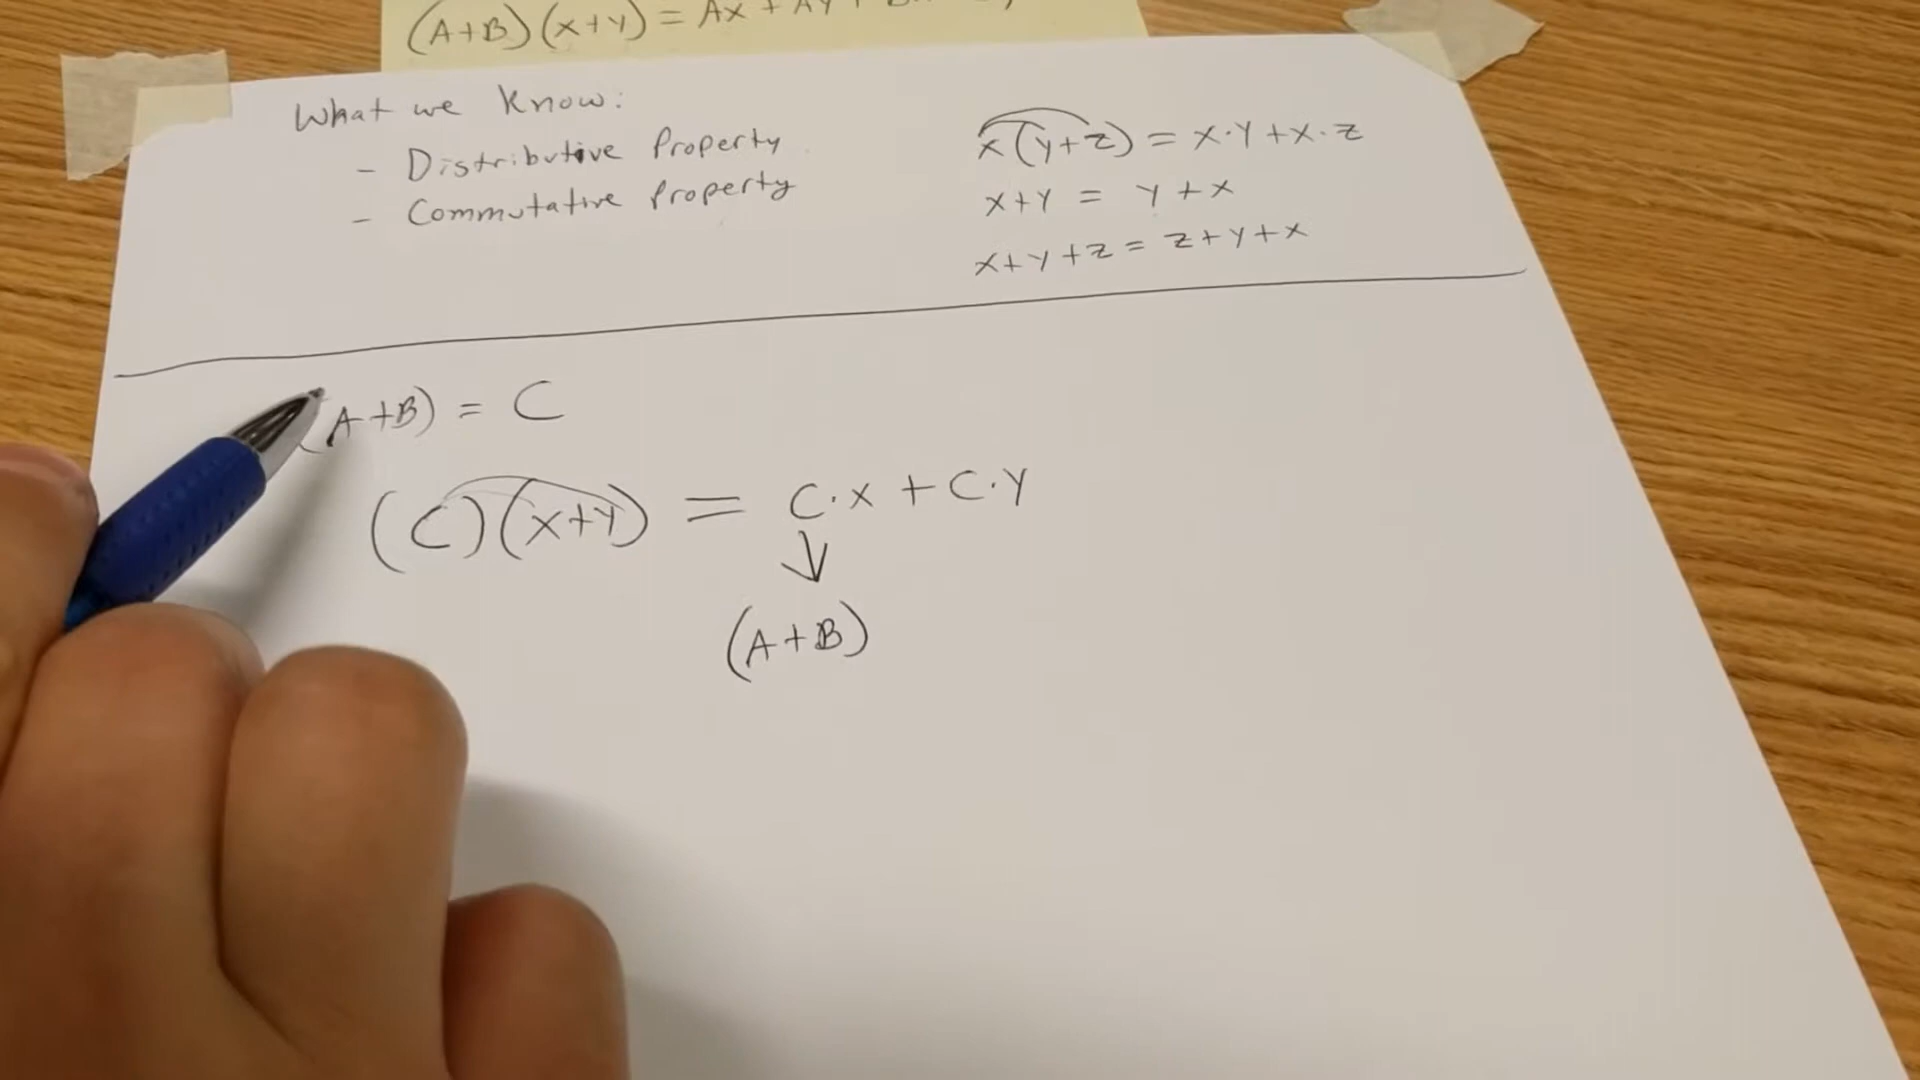 (A+B)(x+y) = Ax + Ay +
What we know:
- Distributive Property
- Commutative Property
x(y+z) = x·y+x·z
x+y = y+x
x+y+z = z+y+x
(A+B) = C
(C)(x+y) = C·x + C·y
(A+B)